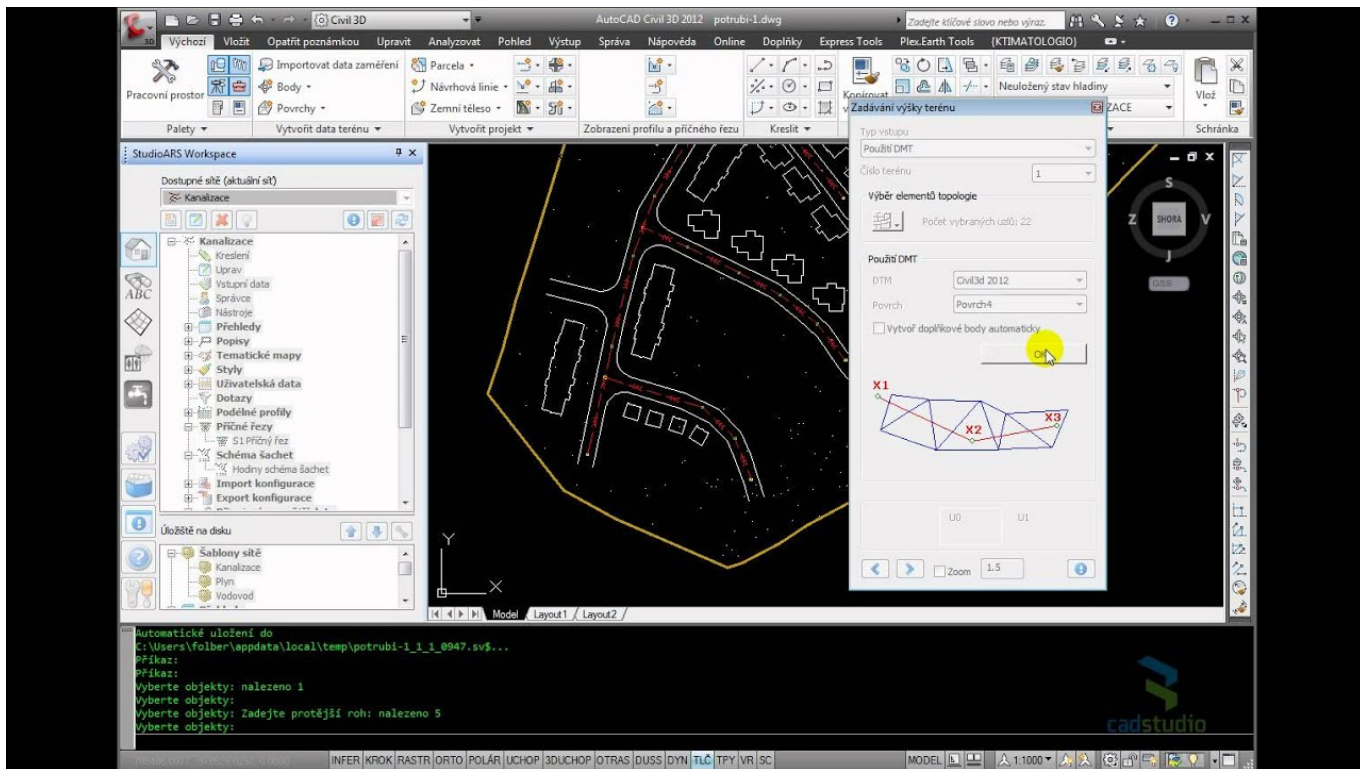 Civil 3D
AutoCAD Civil 3D 2012 potrubi-1.dwg
Zadejte klíčové slovo nebo výraz.
3D
Výchozí Vložit Opatřit poznámkou Upravit Analyzovat Pohled Výstup Správa Nápověda Online Doplňky Express Tools Plex.Earth Tools (KTIMATOLOGIO)
Pracovní prostor
Importovat data zaměření
Body
Povrchy
Parcela
Návrhová linie
Zemní těleso
Kopírovat
Neuložený stav hladiny
Vlož
Palety
Vytvořit data terénu
Vytvořit projekt
Zobrazení profilu a příčného řezu
Kreslit
ZACE
Schránka
StudioARS Workspace
Dostupné sítě (aktuální síť)
Kanalizace
Kanalizace
Kreslení
Uprav
Vstupní data
Správce
Nástroje
Přehledy
Popisy
Tematické mapy
Styly
Uživatelská data
Dotazy
Podélné profily
Příčné řezy
S1 Příčný řez
Schéma šachet
Hodiny schéma šachet
Import konfigurace
Export konfigurace
ABC
Úložiště na disku
Šablony sítě
Kanalizace
Plyn
Vodovod
Zadávání výšky terénu
Typ vstupu
Použití DMT
Číslo terénu
1
Výběr elementů topologie
Počet vybraných uzlů: 22
Použití DMT
DTM
Civil3d 2012
Povrch
Povrch4
Vytvoř doplňkové body automaticky
OK
X1
X2
X3
U0 U1
Zoom 1.5
S
Z SHORA V
J
GSS
Y
X
Model Layout1 Layout2
Automatické uložení do
C:\Users\folber\appdata\local\temp\potrubi-1_1_1_0947.sv$...
Příkaz:
Příkaz:
Vyberte objekty: nalezeno 1
Vyberte objekty:
Vyberte objekty: Zadejte protější roh: nalezeno 5
Vyberte objekty:
cadstudio
INFER KROK RASTR ORTO POLÁR UCHOP 3DUCHOP OTRAS DUSS DYN TLČ TPY VR SC
MODEL
1:1000